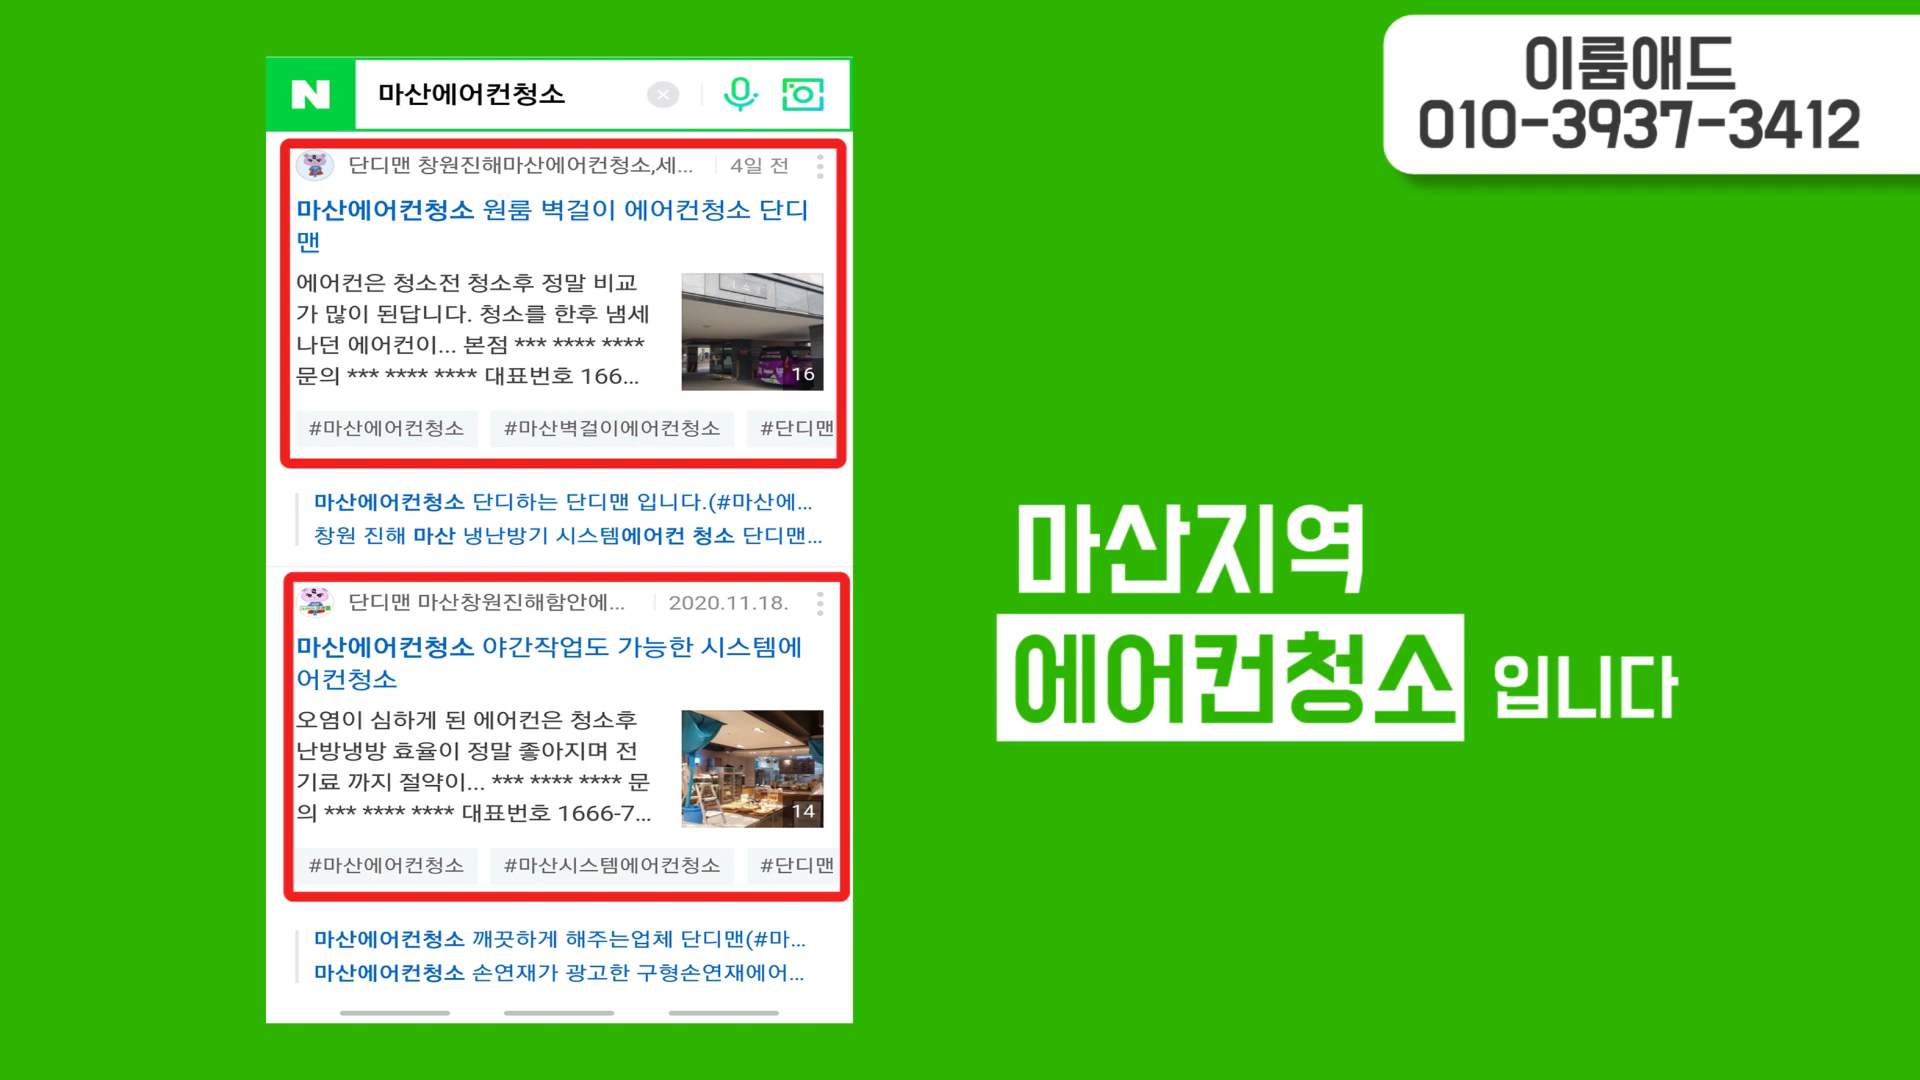 이룸애드
010-3937-3412
N 마산에어컨청소
단디맨 창원진해마산에어컨청소,세... 4일 전
마산에어컨청소 원룸 벽걸이 에어컨청소 단디
맨
에어컨은 청소전 청소후 정말 비교
가 많이 된답니다. 청소를 한후 냄세
나던 에어컨이... 본점 *** **** ****
문의 *** **** **** 대표번호 166...
16
#마산에어컨청소 #마산벽걸이에어컨청소 #단디맨
마산에어컨청소 단디하는 단디맨 입니다.(#마산에...
창원 진해 마산 냉난방기 시스템에어컨 청소 단디맨...
단디맨 마산창원진해함안에... 2020.11.18.
마산에어컨청소 야간작업도 가능한 시스템에
어컨청소
오염이 심하게 된 에어컨은 청소후
난방냉방 효율이 정말 좋아지며 전
기료 까지 절약이... *** **** **** 문
의 *** **** **** 대표번호 1666-7...
14
#마산에어컨청소 #마산시스템에어컨청소 #단디맨
마산에어컨청소 깨끗하게 해주는업체 단디맨(#마...
마산에어컨청소 손연재가 광고한 구형손연재에어...
마산지역
에어컨청소 입니다